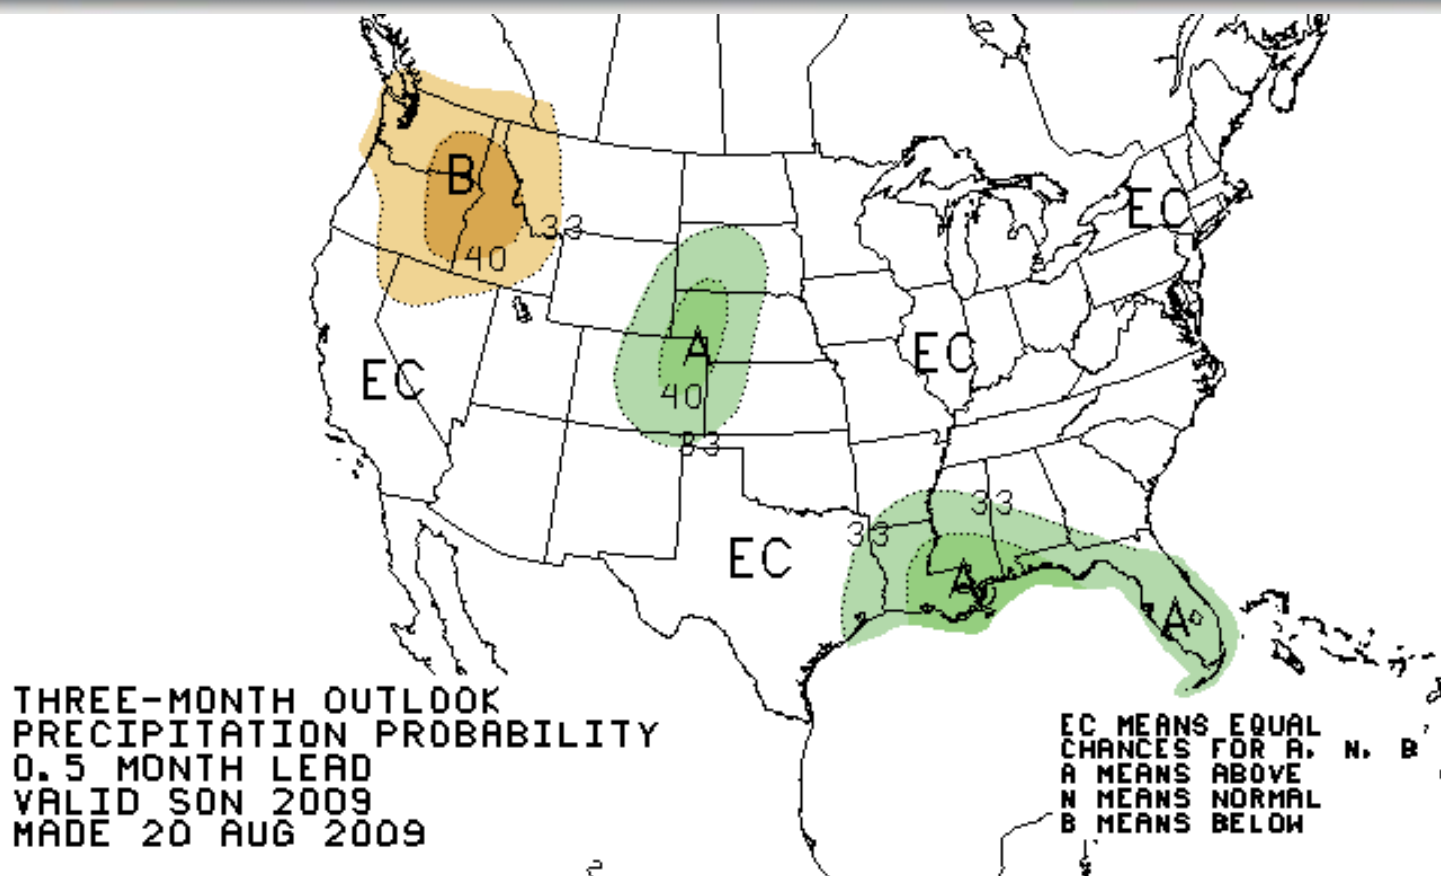 B
EC
33
40
A
EC
EC
40
33
33
33
EC
A
A
THREE-MONTH OUTLOOK
PRECIPITATION PROBABILITY
0.5 MONTH LEAD
VALID SON 2009
MADE 20 AUG 2009
EC MEANS EQUAL
CHANCES FOR A, N, B
A MEANS ABOVE
N MEANS NORMAL
B MEANS BELOW